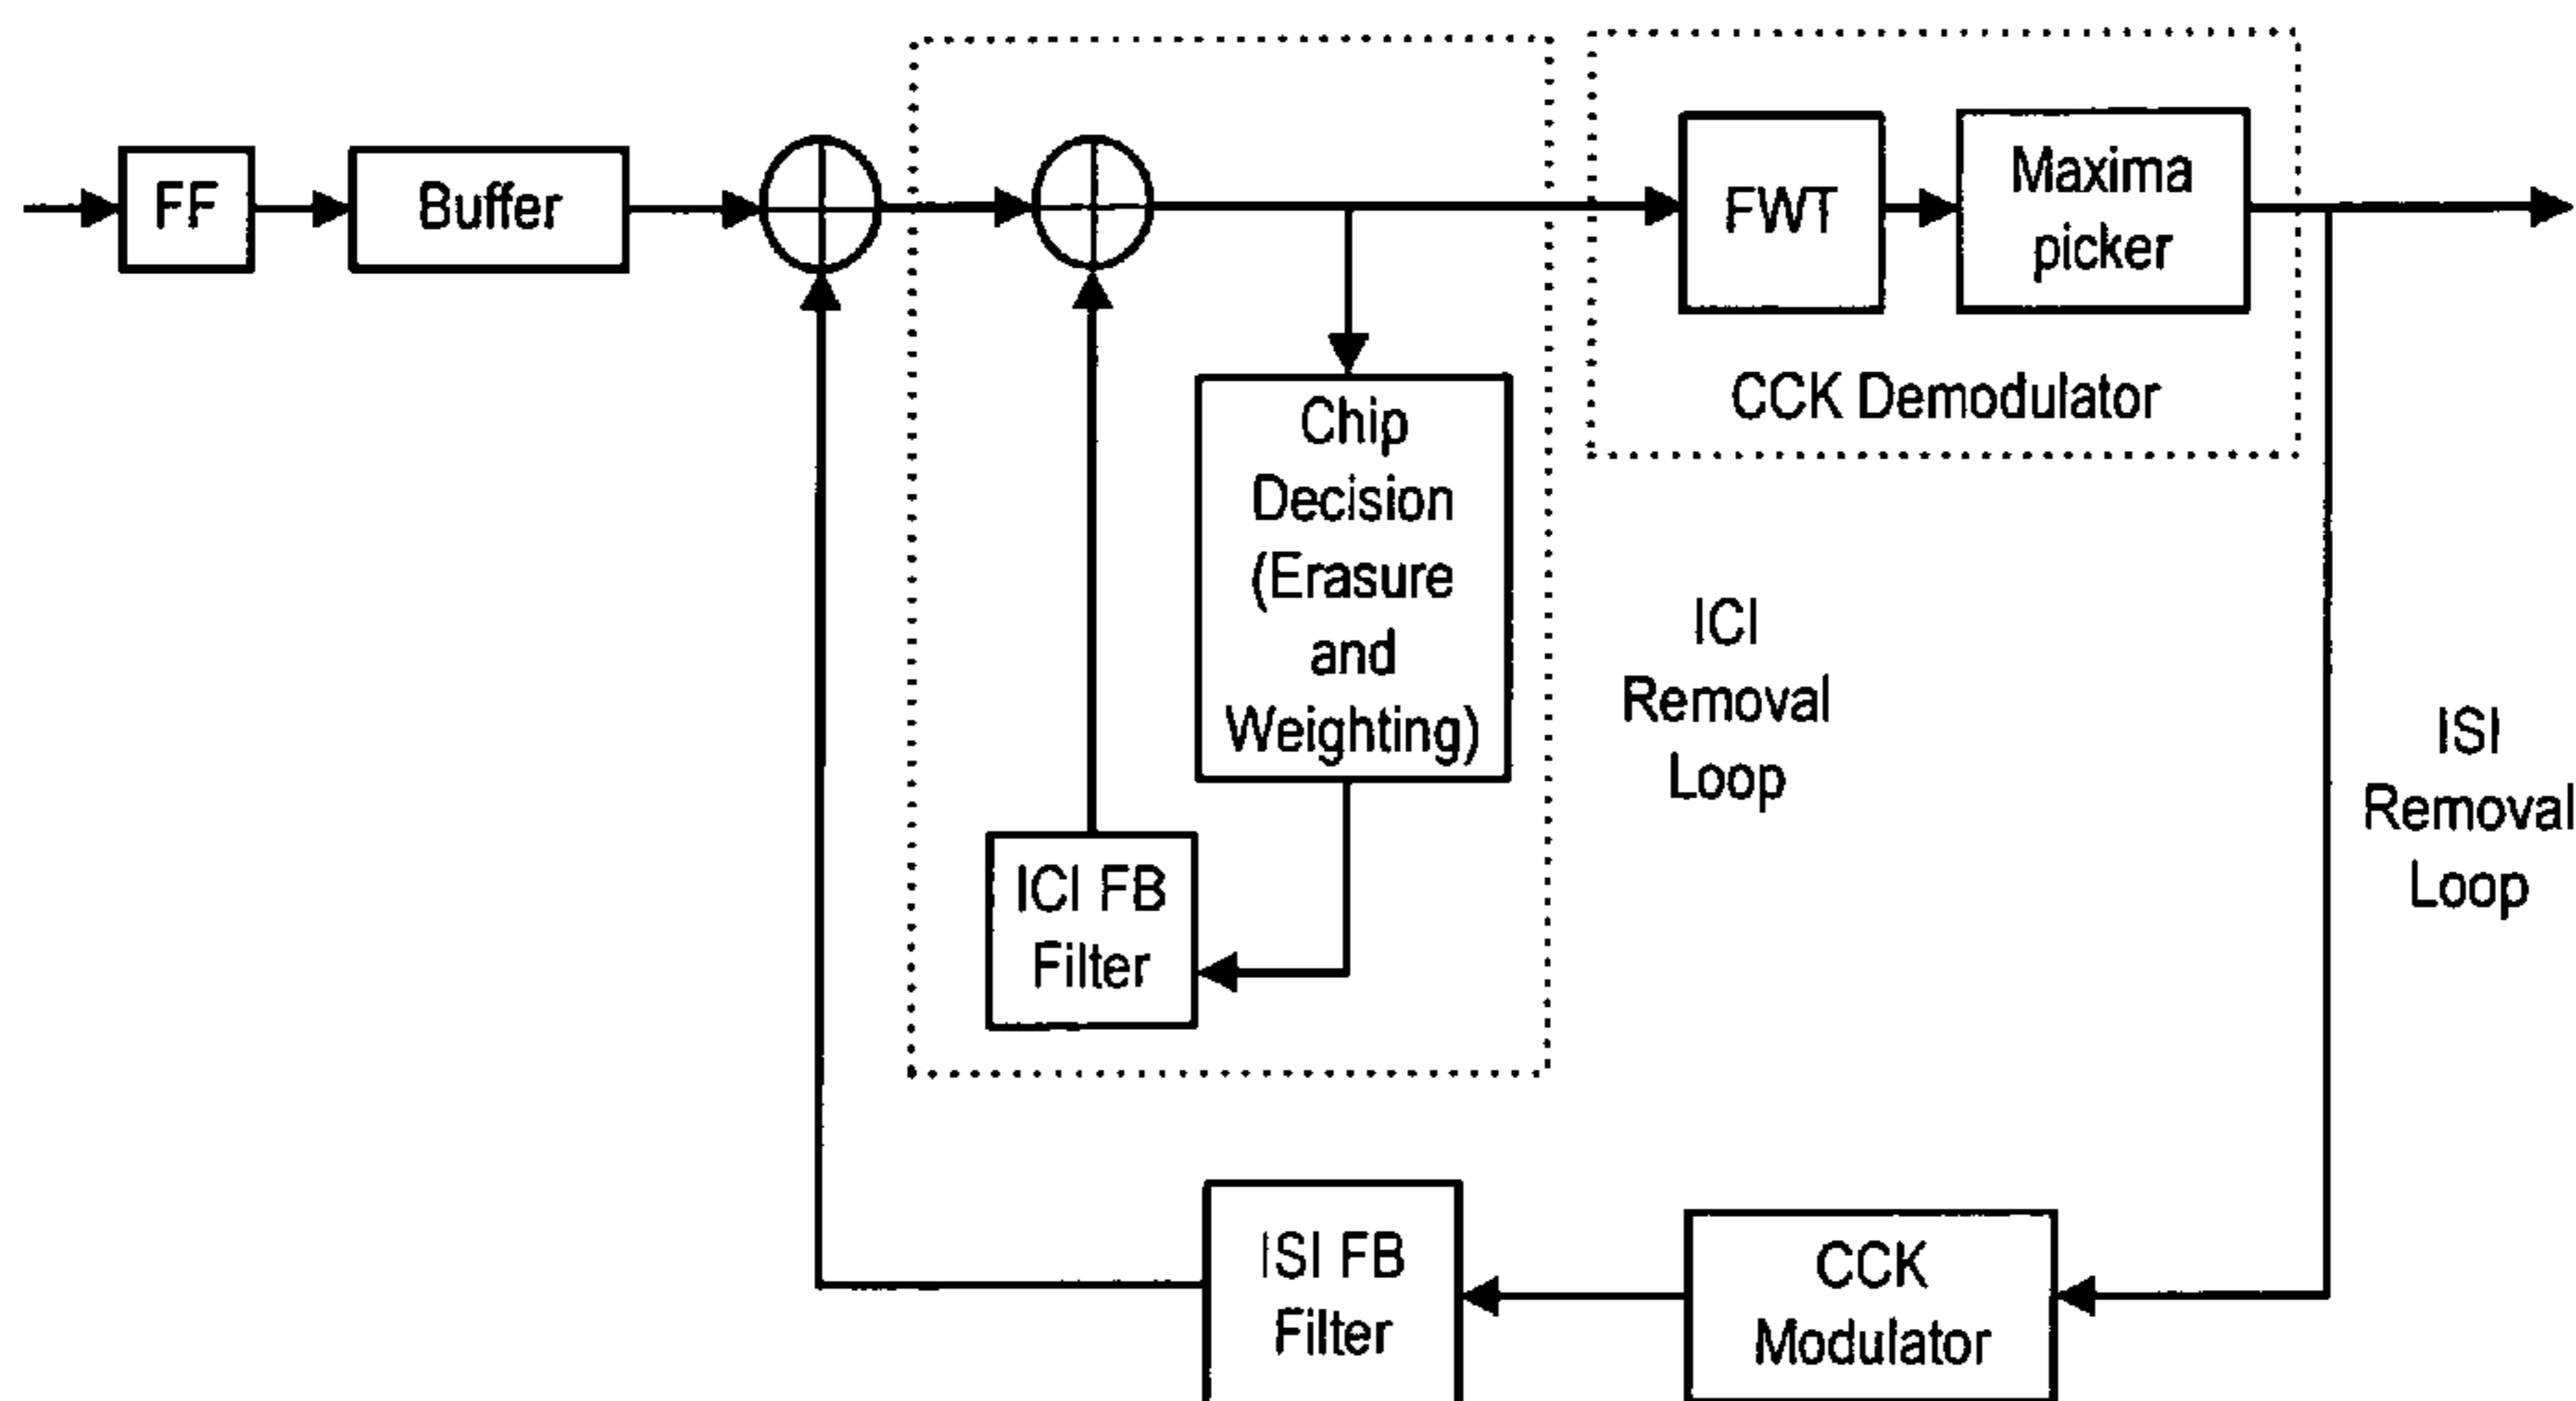 FF
Buffer
FWT
Maxima
picker
CCK Demodulator
Chip
Decision
(Erasure
and
Weighting)
ICI
Removal
Loop
ISI
Removal
Loop
ICI FB
Filter
ISI FB
Filter
CCK
Modulator